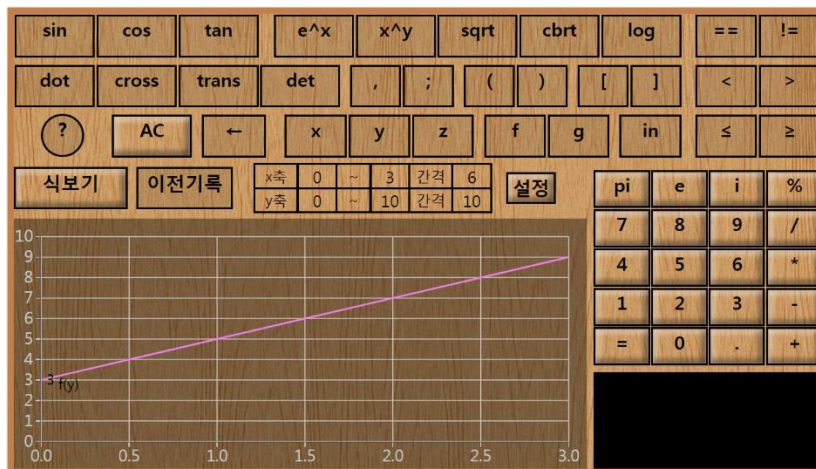 sin cos tan e^x x^y sqrt cbrt log == !=
dot cross trans det , ; ( ) [ ] < >
? AC ← x y z f g in ≤ ≥
식보기 이전기록 x축 0 ~ 3 간격 6 설정
y축 0 ~ 10 간격 10
pi e i %
7 8 9 /
4 5 6 *
1 2 3 -
= 0 . +
10
9
8
7
6
5
4
3
2
1
0
3 f(y)
0.0 0.5 1.0 1.5 2.0 2.5 3.0